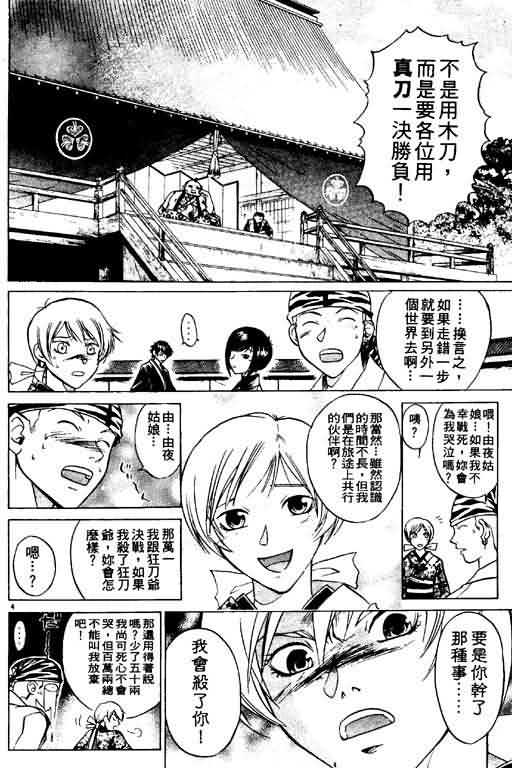 不是用木刀，
而是要各位用
真刀一決勝負！
……換言之，
如果走錯一步
就要到另外一
個世界去啊…
…
喂！由夜姑
娘…如果我不
幸戰死，妳會
為我哭泣嗎？
咦？
那當然…雖然認識
的時間不長，但我
們是在旅途上共行
的伙伴啊？
由…由夜
姑娘…
那萬一
我跟狂刀爺
決戰，如果
我殺了狂刀
爺，妳會怎
麼樣？
嗯…？
要是你幹了
那種事……
我會
殺了你！
那還用得著說
嗎？少了五十兩
我尚可死心不會
哭，但百萬兩總
不能叫我放棄
吧！
…
4